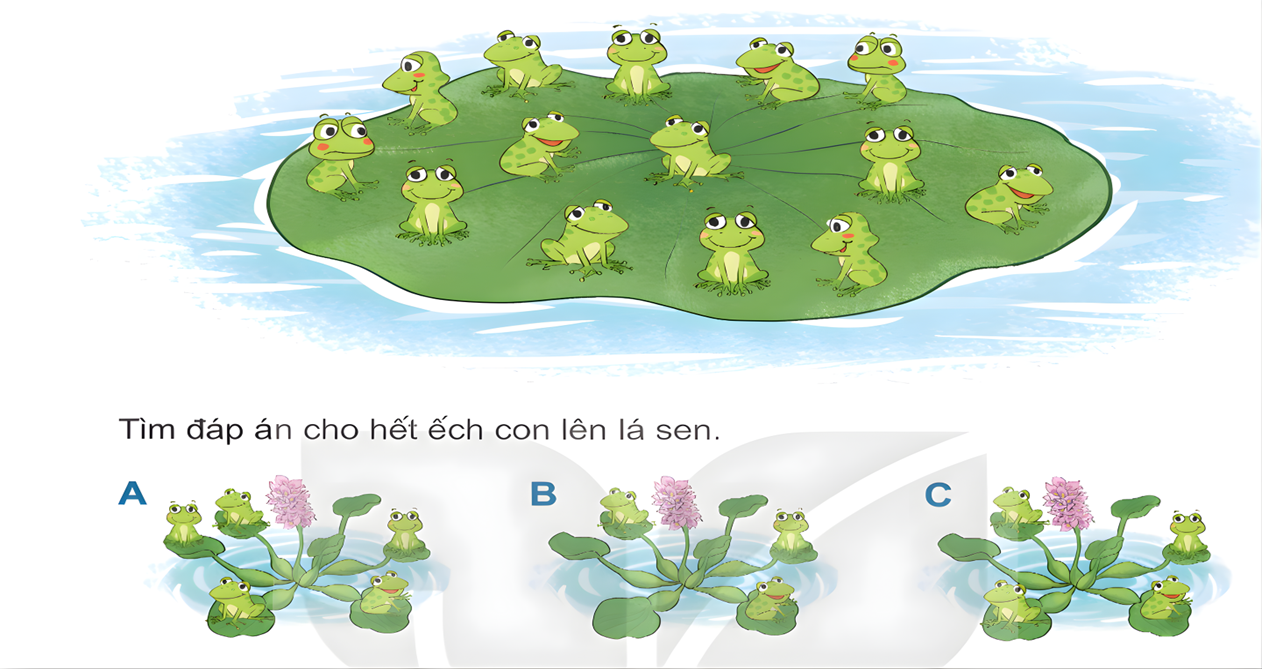 Tìm đáp án cho hết ếch con lên lá sen.
A B C